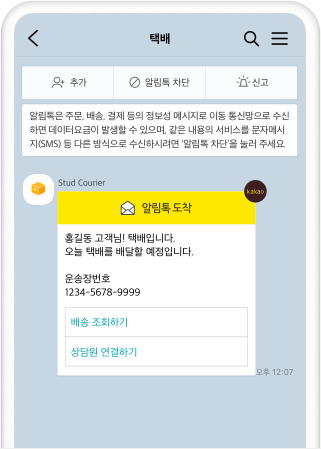 택배
추가
알림톡 차단
신고
알림톡은 주문, 배송, 결제 등의 정보성 메시지로 이동 통신망으로 수신
하면 데이터요금이 발생할 수 있으며, 같은 내용의 서비스를 문자메시
지(SMS) 등 다른 방식으로 수신하시려면 '알림톡 차단'을 눌러 주세요.
Stud Courier
kakao
알림톡 도착
홍길동 고객님! 택배입니다.
오늘 택배를 배달할 예정입니다.
운송장번호
1234-5678-9999
배송 조회하기
상담원 연결하기
오후 12:07